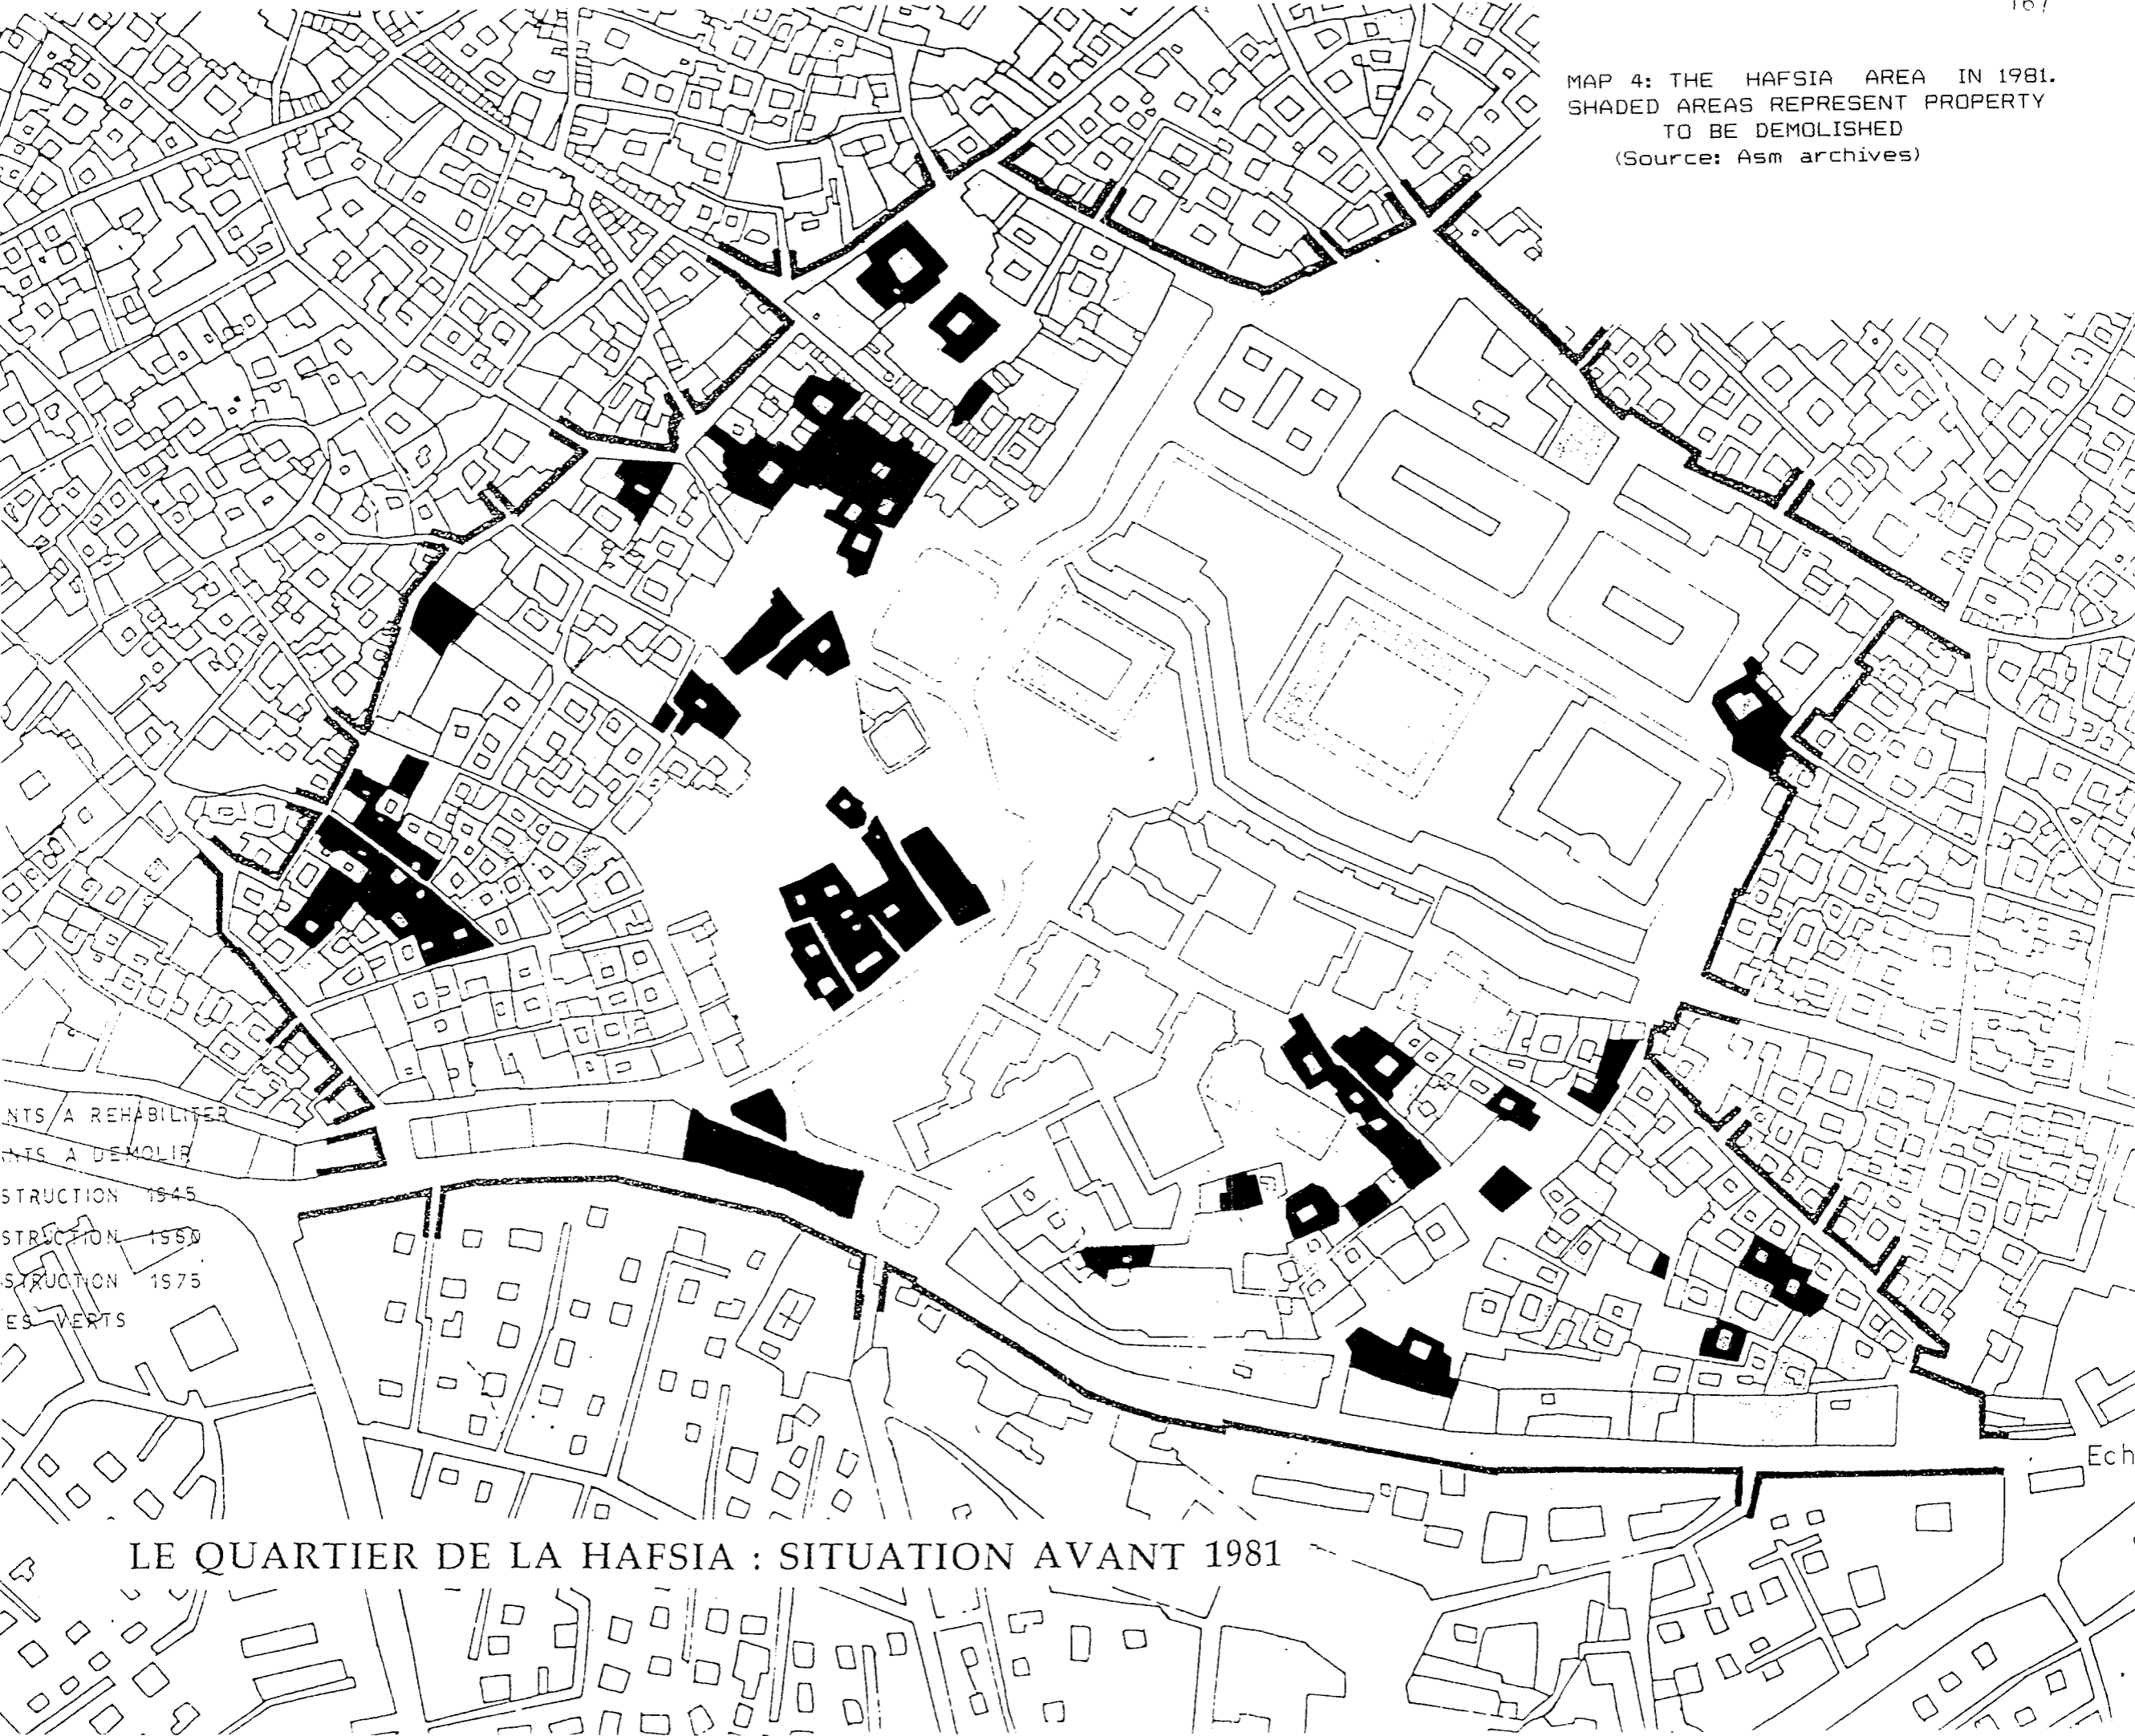 167
MAP 4: THE HAFSIA AREA IN 1981.
SHADED AREAS REPRESENT PROPERTY
TO BE DEMOLISHED
(Source: Asm archives)
NTS A REHABILITER
NTS A DEMOLIR
STRUCTION 1945
STRUCTION 1960
STRUCTION 1975
ES VERTS
Ech
LE QUARTIER DE LA HAFSIA : SITUATION AVANT 1981